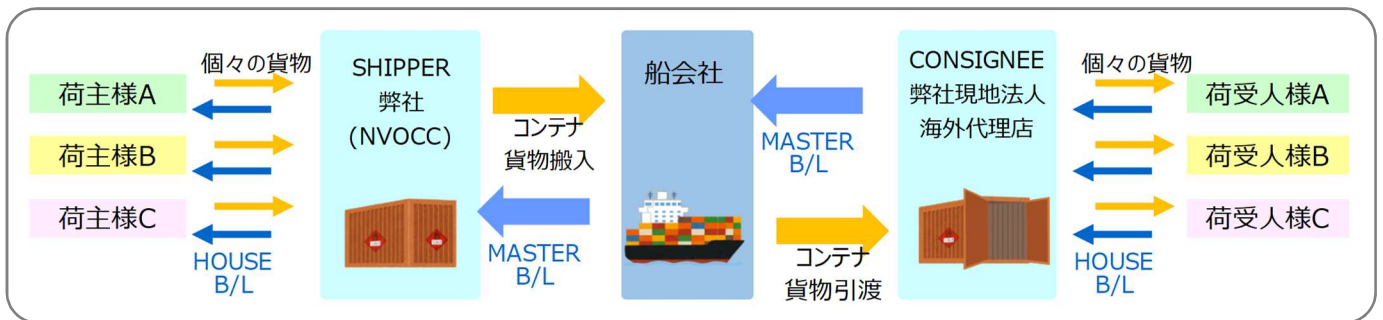 個々の貨物
荷主様A
荷主様B
荷主様C
HOUSE
B/L
SHIPPER
弊社
(NVOCC)
コンテナ
貨物搬入
MASTER
B/L
船会社
MASTER
B/L
コンテナ
貨物引渡
CONSIGNEE
弊社現地法人
海外代理店
個々の貨物
荷受人様A
荷受人様B
荷受人様C
HOUSE
B/L